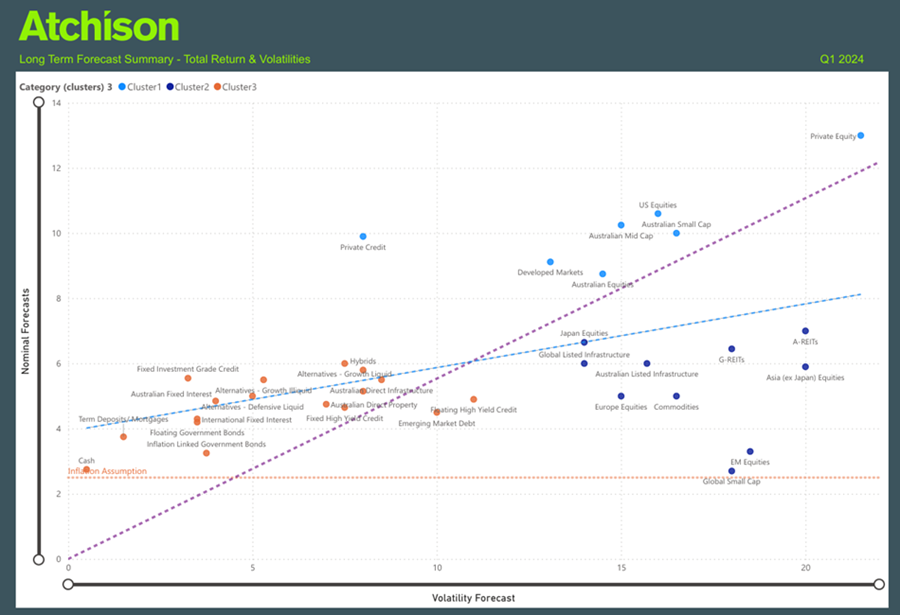 Atchison
Long Term Forecast Summary - Total Return & Volatilities
Q1 2024
Category (clusters) 3 Cluster1 Cluster2 Cluster3
14
Private Equity
12
US Equities
Australian Small Cap
Australian Mid Cap
10
Private Credit
Developed Markets
Australian Equities
8
Japan Equities
A-REITs
Global Listed Infrastructure
G-REITs
6
Hybrids
Fixed Investment Grade Credit
Alternatives - Growth Liquid
Australian Listed Infrastructure
Asia (ex Japan) Equities
Alternatives - Growth Illiquid
Australian Direct Infrastructure
Australian Fixed Interest
Alternatives - Defensive Liquid
Australian Direct Property
Floating High Yield Credit
Europe Equities
Commodities
Term Deposits/ Mortgages
International Fixed Interest
Fixed High Yield Credit
Emerging Market Debt
4
Floating Government Bonds
Inflation Linked Government Bonds
Cash
EM Equities
Inflation Assumption
Global Small Cap
2
0
0
5
10
15
20
Nominal Forecasts
Volatility Forecast